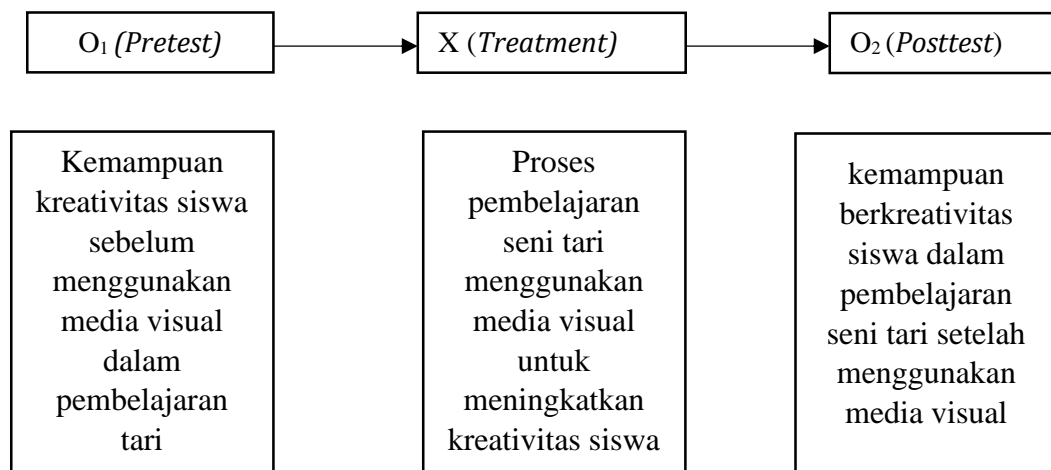 O₁ (Pretest)
X (Treatment)
O₂ (Posttest)
Kemampuan
kreativitas siswa
sebelum
menggunakan
media visual
dalam
pembelajaran
tari
Proses
pembelajaran
seni tari
menggunakan
media visual
untuk
meningkatkan
kreativitas siswa
kemampuan
berkreativitas
siswa dalam
pembelajaran
seni tari setelah
menggunakan
media visual